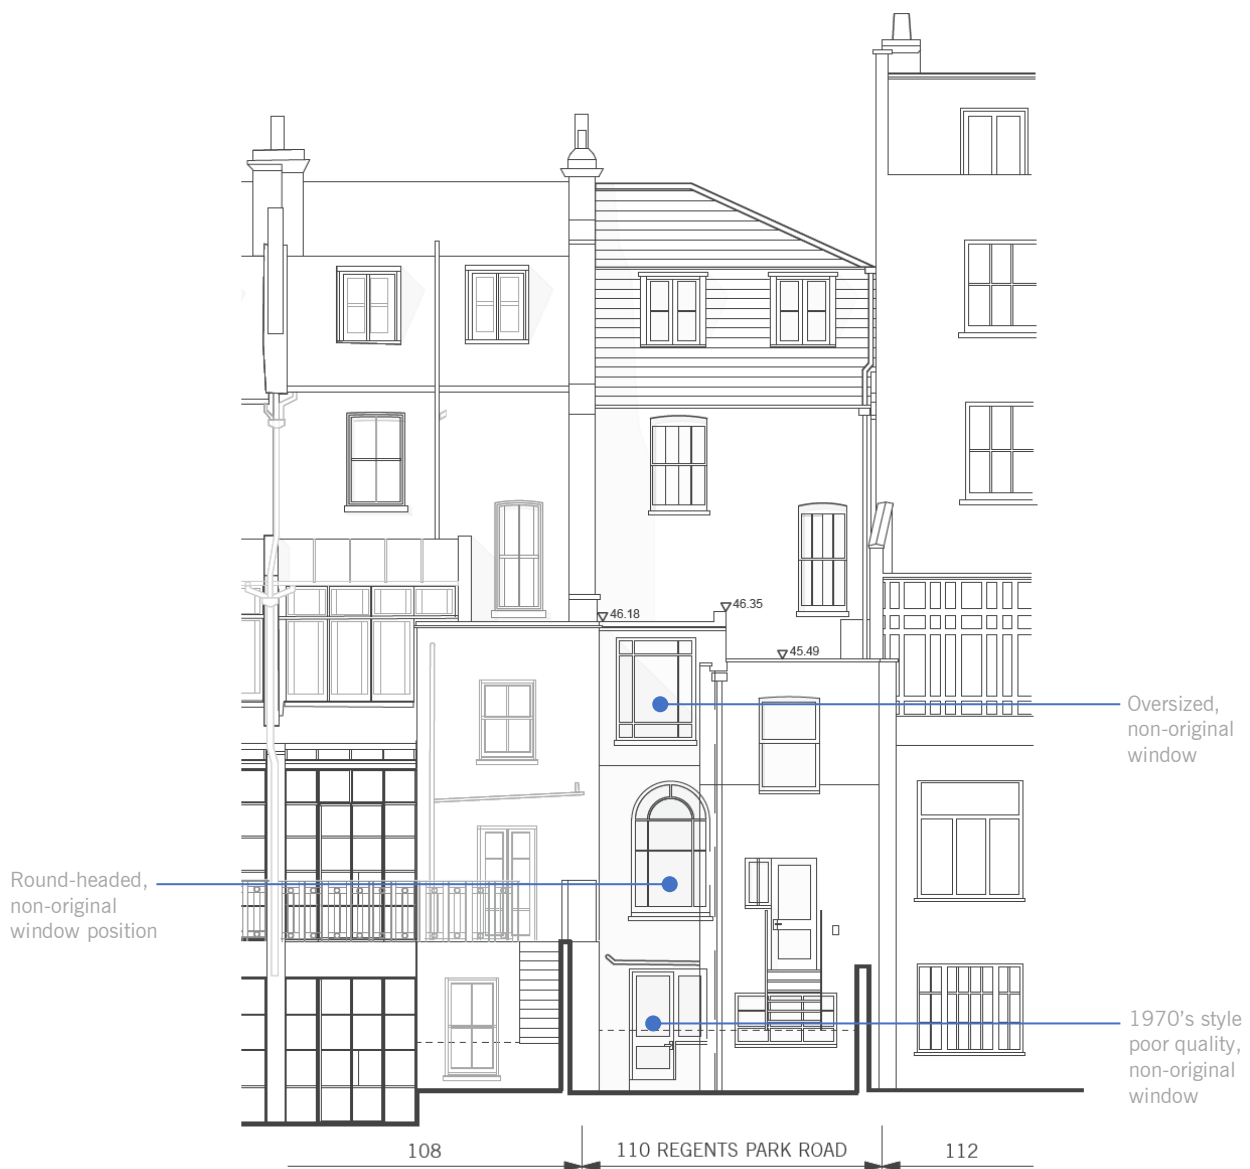 46.18
46.35
45.49
Oversized,
non-original
window
Round-headed,
non-original
window position
1970's style
poor quality,
non-original
window
108
110 REGENTS PARK ROAD
112